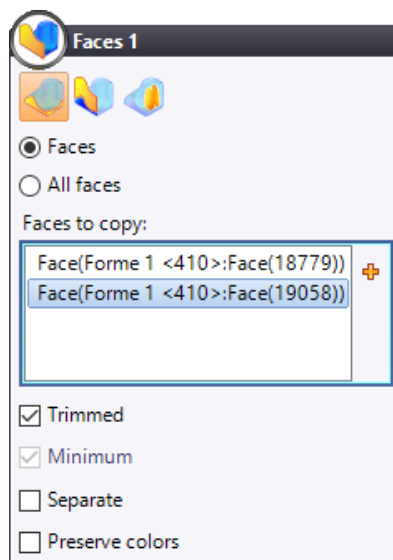 Faces 1
Faces
All faces
Faces to copy:
Face(Forme 1 <410>:Face(18779))
Face(Forme 1 <410>:Face(19058))
Trimmed
Minimum
Separate
Preserve colors